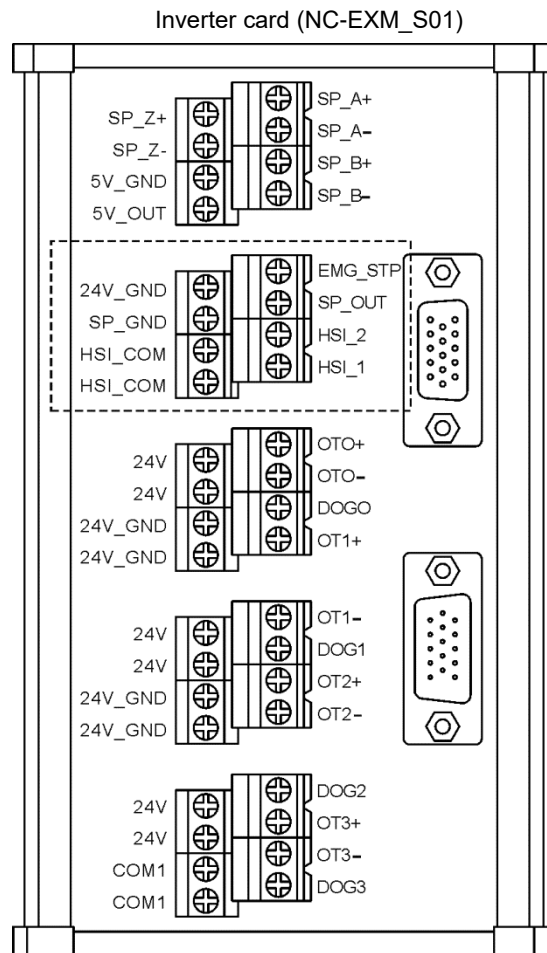 Inverter card (NC-EXM_S01)
SP_Z+
SP_Z-
5V_GND
5V_OUT
SP_A+
SP_A-
SP_B+
SP_B-
24V_GND
SP_GND
HSI_COM
HSI_COM
EMG_STP
SP_OUT
HSI_2
HSI_1
24V
24V
24V_GND
24V_GND
OTO+
OTO-
DOGO
OT1+
24V
24V
24V_GND
24V_GND
OT1-
DOG1
OT2+
OT2-
24V
24V
COM1
COM1
DOG2
OT3+
OT3-
DOG3